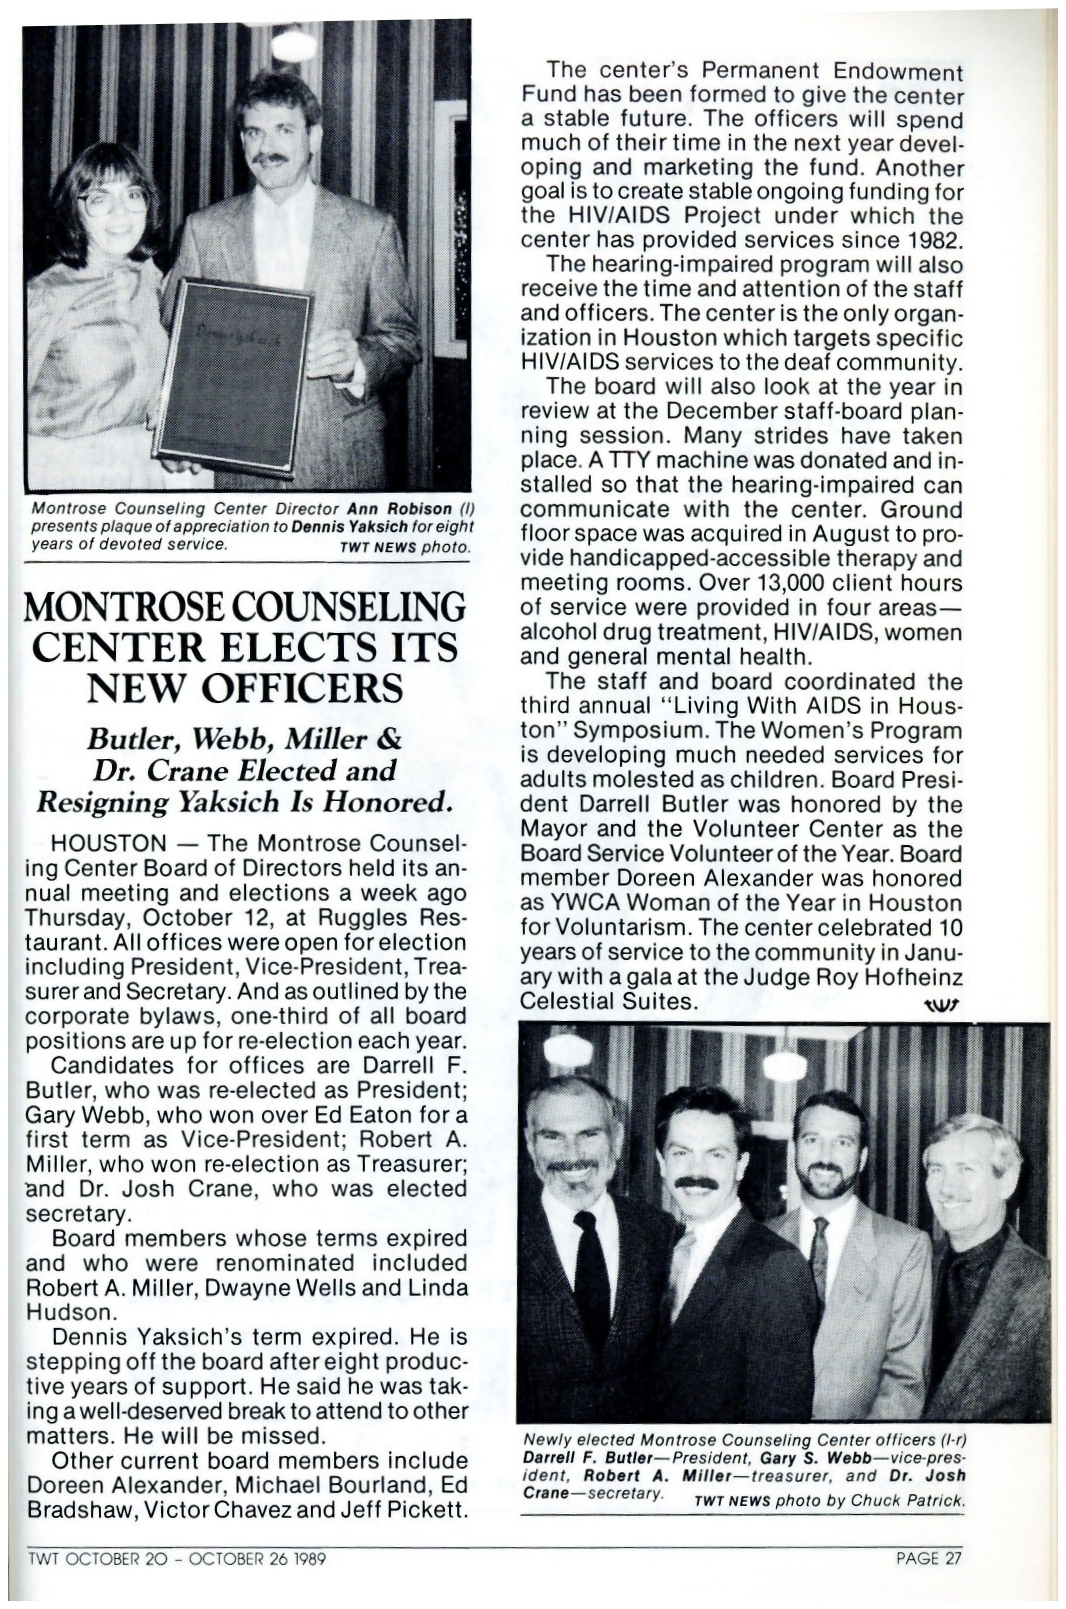 Montrose Counseling Center Director Ann Robison (l)
presents plaque of appreciation to Dennis Yaksich for eight
years of devoted service. TWT NEWS photo.
MONTROSE COUNSELING
CENTER ELECTS ITS
NEW OFFICERS
Butler, Webb, Miller &
Dr. Crane Elected and
Resigning Yaksich Is Honored.
HOUSTON — The Montrose Counsel-
ing Center Board of Directors held its an-
nual meeting and elections a week ago
Thursday, October 12, at Ruggles Res-
taurant. All offices were open for election
including President, Vice-President, Trea-
surer and Secretary. And as outlined by the
corporate bylaws, one-third of all board
positions are up for re-election each year.
Candidates for offices are Darrell F.
Butler, who was re-elected as President;
Gary Webb, who won over Ed Eaton for a
first term as Vice-President; Robert A.
Miller, who won re-election as Treasurer;
and Dr. Josh Crane, who was elected
secretary.
Board members whose terms expired
and who were renominated included
Robert A. Miller, Dwayne Wells and Linda
Hudson.
Dennis Yaksich's term expired. He is
stepping off the board after eight produc-
tive years of support. He said he was tak-
ing a well-deserved break to attend to other
matters. He will be missed.
Other current board members include
Doreen Alexander, Michael Bourland, Ed
Bradshaw, Victor Chavez and Jeff Pickett.
The center's Permanent Endowment
Fund has been formed to give the center
a stable future. The officers will spend
much of their time in the next year devel-
oping and marketing the fund. Another
goal is to create stable ongoing funding for
the HIV/AIDS Project under which the
center has provided services since 1982.
The hearing-impaired program will also
receive the time and attention of the staff
and officers. The center is the only organ-
ization in Houston which targets specific
HIV/AIDS services to the deaf community.
The board will also look at the year in
review at the December staff-board plan-
ning session. Many strides have taken
place. A TTY machine was donated and in-
stalled so that the hearing-impaired can
communicate with the center. Ground
floor space was acquired in August to pro-
vide handicapped-accessible therapy and
meeting rooms. Over 13,000 client hours
of service were provided in four areas—
alcohol drug treatment, HIV/AIDS, women
and general mental health.
The staff and board coordinated the
third annual “Living With AIDS in Hous-
ton” Symposium. The Women's Program
is developing much needed services for
adults molested as children. Board Presi-
dent Darrell Butler was honored by the
Mayor and the Volunteer Center as the
Board Service Volunteer of the Year. Board
member Doreen Alexander was honored
as YWCA Woman of the Year in Houston
for Voluntarism. The center celebrated 10
years of service to the community in Janu-
ary with a gala at the Judge Roy Hofheinz
Celestial Suites. TWT
Newly elected Montrose Counseling Center officers (l-r)
Darrell F. Butler—President, Gary S. Webb—vice-pres-
ident, Robert A. Miller—treasurer, and Dr. Josh
Crane—secretary. TWT NEWS photo by Chuck Patrick.
TWT OCTOBER 20 - OCTOBER 26 1989 PAGE 27